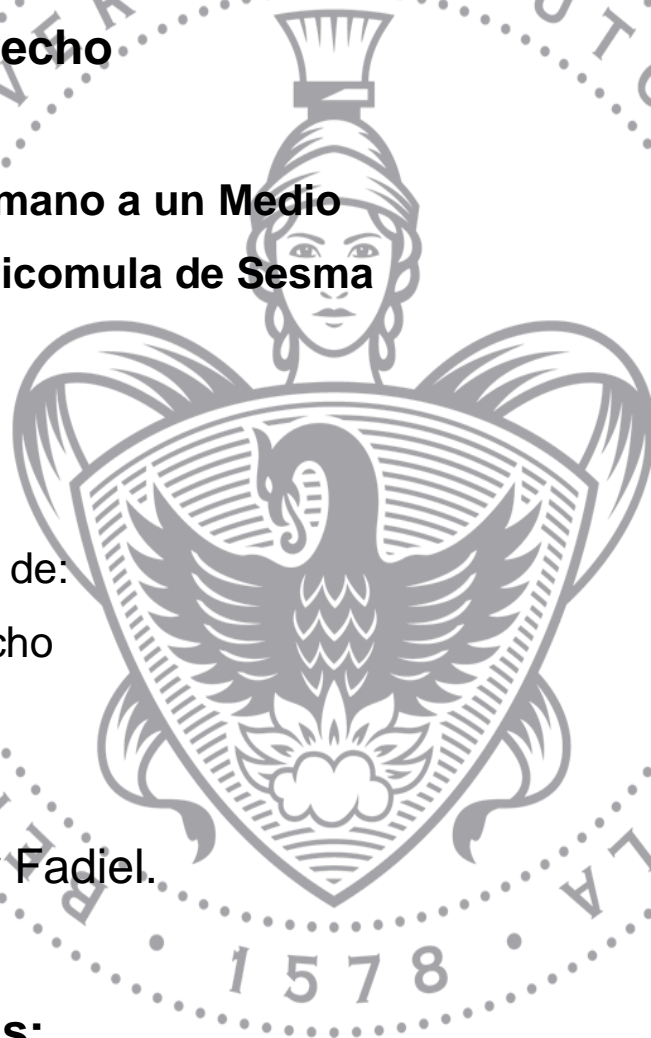 echo
mano a un Medio
icomula de Sesma
de:
cho
Fadiel.
1578
s: